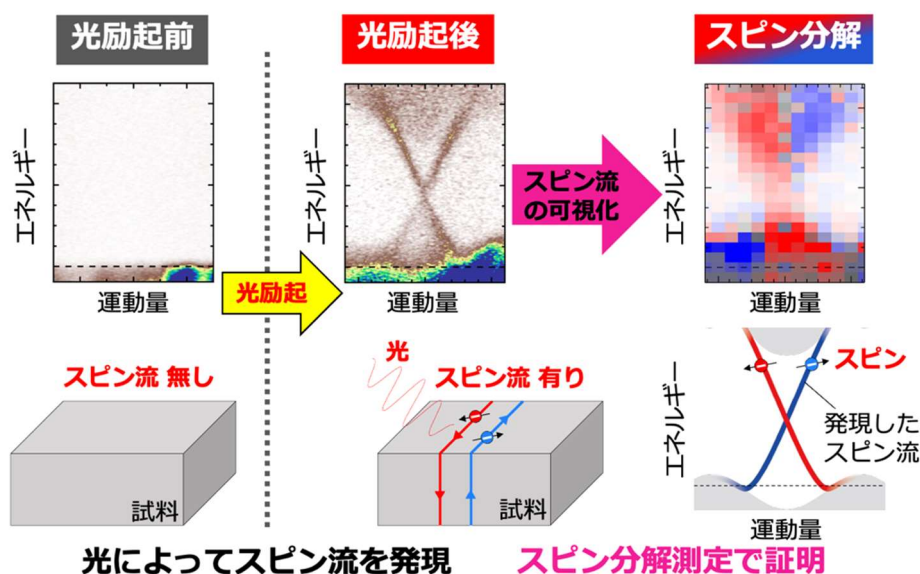 光励起前
光励起後
スピン分解
エネルギー
運動量
光励起
エネルギー
運動量
スピン流
の可視化
エネルギー
運動量
スピン流 無し
試料
光
スピン流 有り
試料
スピン
発現した
スピン流
エネルギー
運動量
光によってスピン流を発現
スピン分解測定で証明